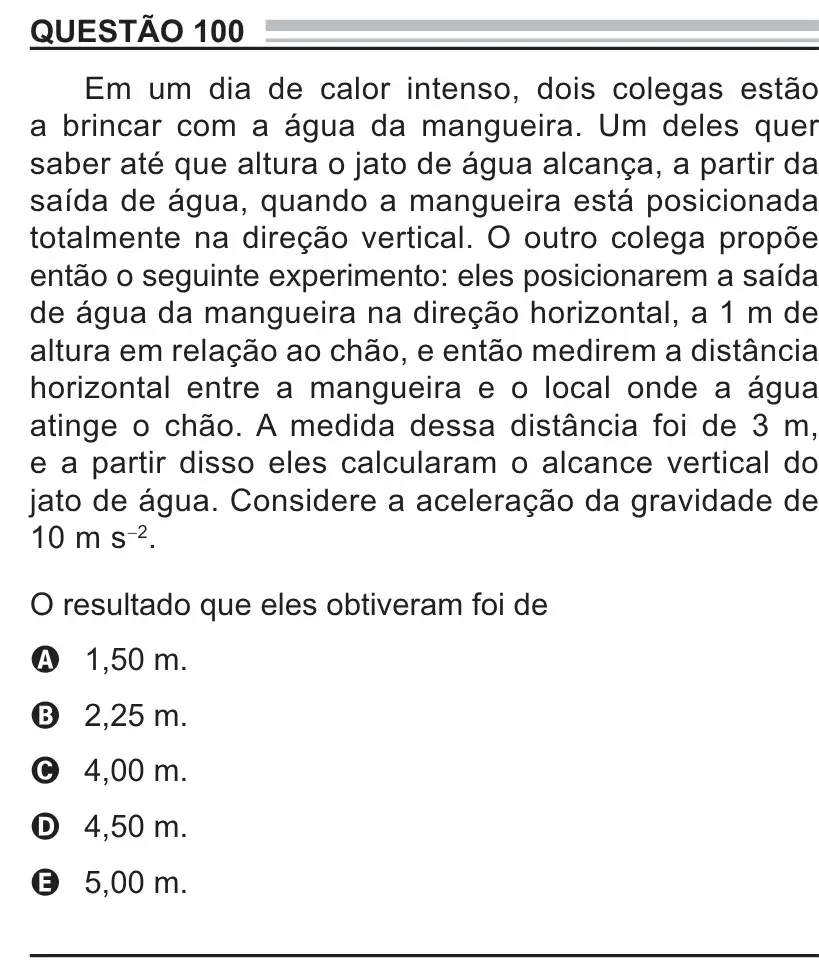 QUESTÃO 100
Em um dia de calor intenso, dois colegas estão
a brincar com a água da mangueira. Um deles quer
saber até que altura o jato de água alcança, a partir da
saída de água, quando a mangueira está posicionada
totalmente na direção vertical. O outro colega propõe
então o seguinte experimento: eles posicionarem a saída
de água da mangueira na direção horizontal, a 1 m de
altura em relação ao chão, e então medirem a distância
horizontal entre a mangueira e o local onde a água
atinge o chão. A medida dessa distância foi de 3 m,
e a partir disso eles calcularam o alcance vertical do
jato de água. Considere a aceleração da gravidade de
10 m s⁻².
O resultado que eles obtiveram foi de
A 1,50 m.
B 2,25 m.
C 4,00 m.
D 4,50 m.
E 5,00 m.